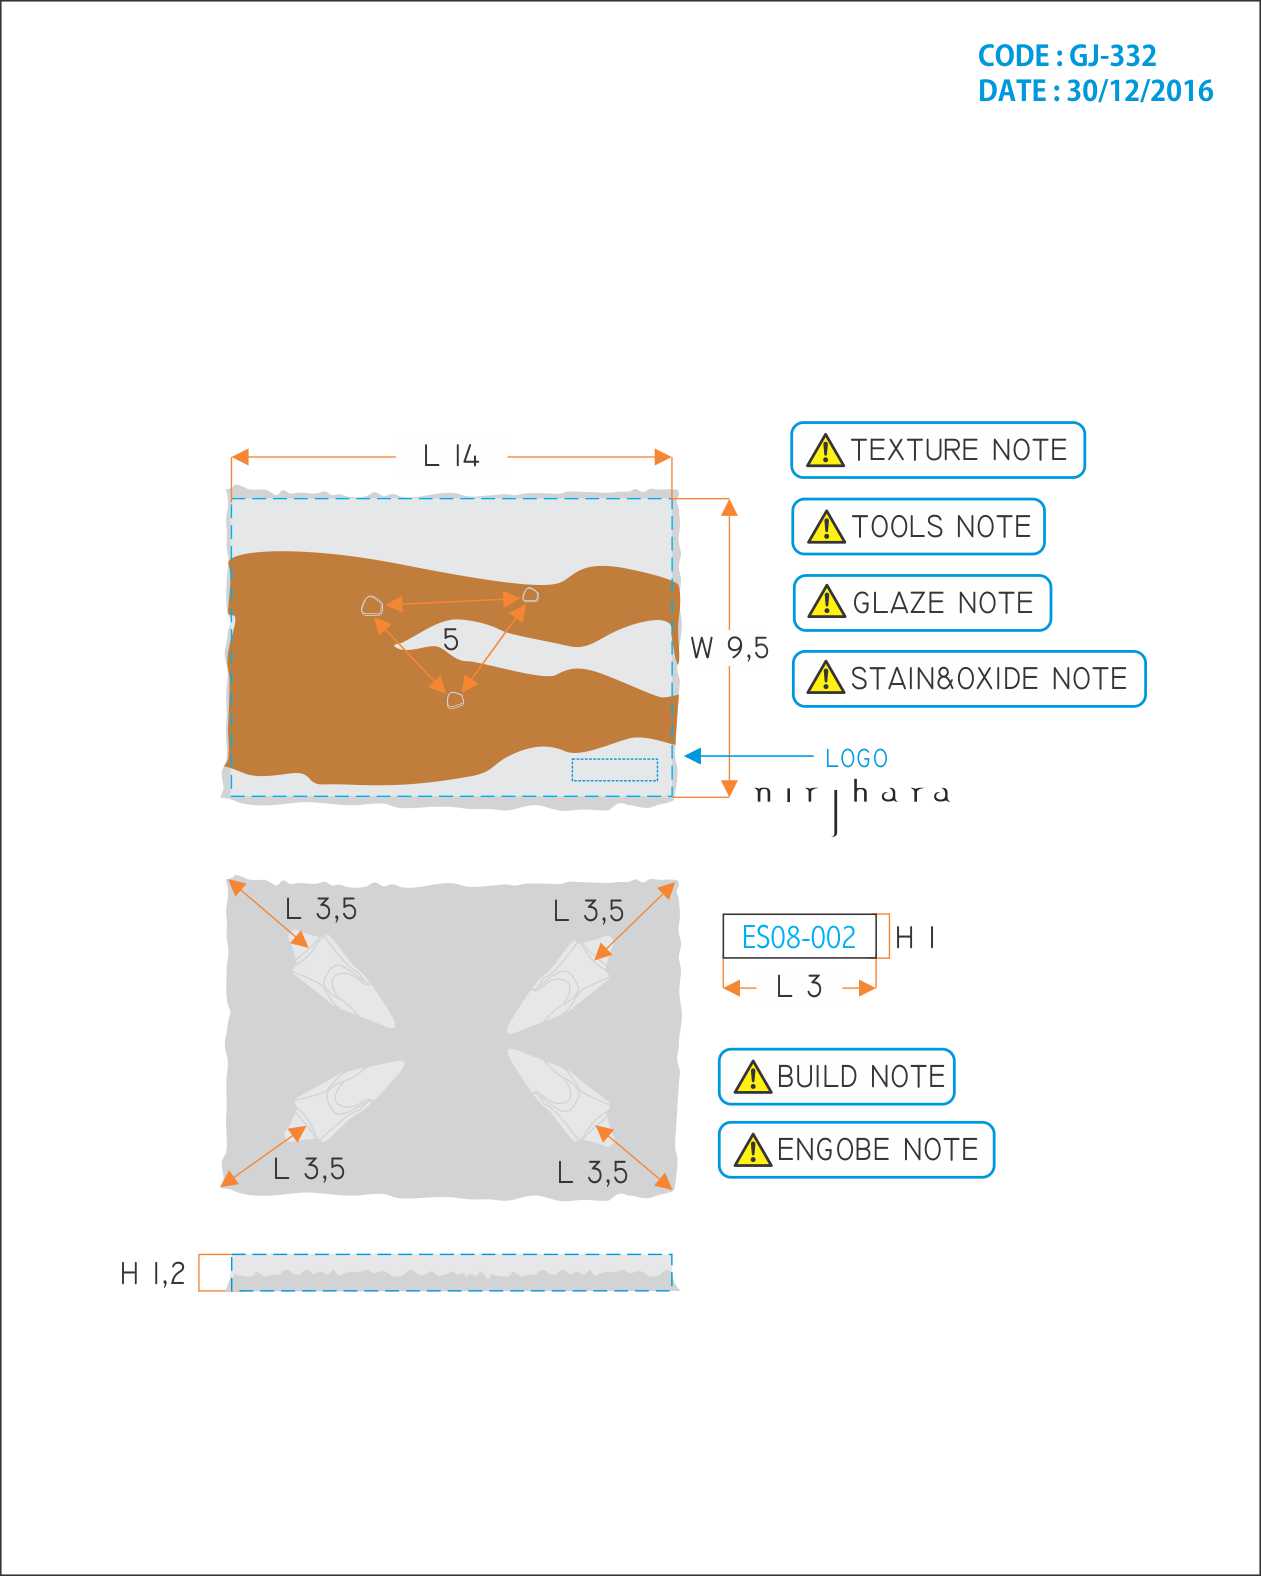 CODE : GJ-332
DATE : 30/12/2016
L 14
TEXTURE NOTE
TOOLS NOTE
GLAZE NOTE
5
W 9,5
STAIN&OXIDE NOTE
LOGO
nirjhara
L 3,5
L 3,5
ES08-002
H 1
L 3
BUILD NOTE
ENGOBE NOTE
L 3,5
L 3,5
H 1,2